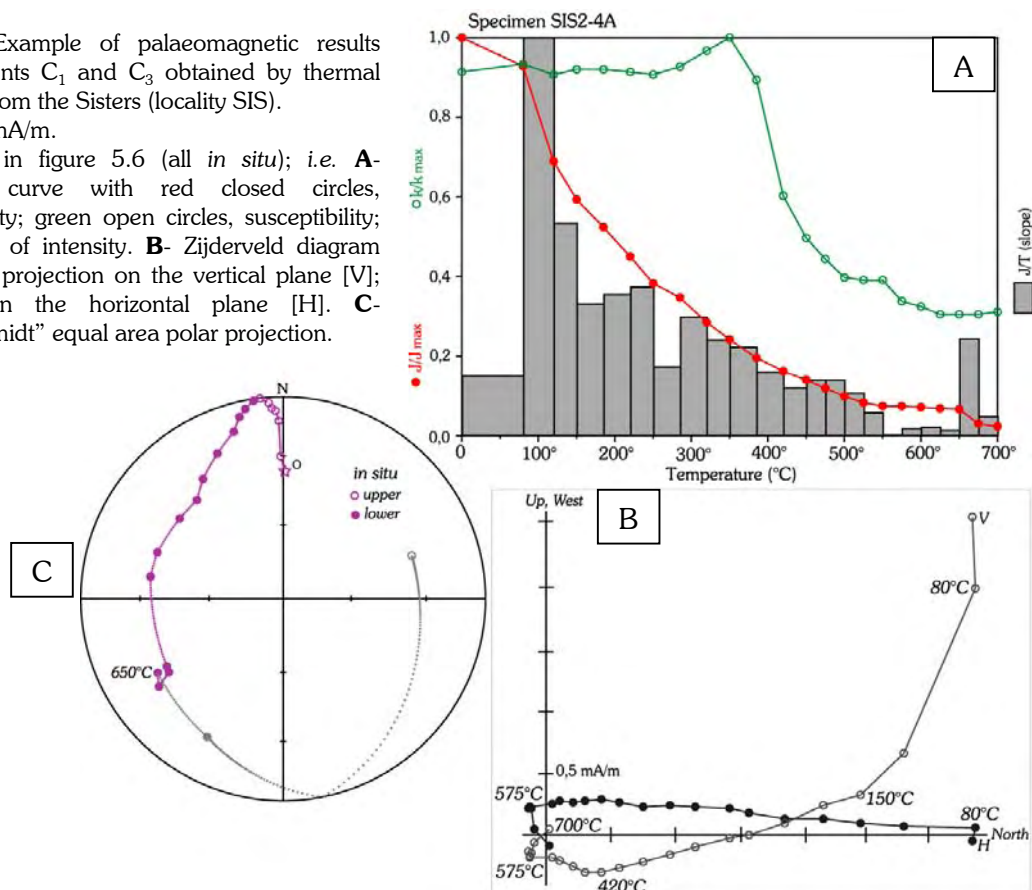 Example of palaeomagnetic results
nts C₁ and C₃ obtained by thermal
om the Sisters (locality SIS).
nA/m.
in figure 5.6 (all in situ); i.e. A-
curve with red closed circles,
ty; green open circles, susceptibility;
of intensity. B- Zijderveld diagram
projection on the vertical plane [V];
n the horizontal plane [H]. C-
nidt” equal area polar projection.
Specimen SIS2-4A
A
1,0
0,8
0,6
0,4
0,2
0,0
k/k max
J/J max
J/T (slope)
100° 200° 300° 400° 500° 600° 700°
Temperature (°C)
C
N
O
in situ
upper
lower
650°C
B
Up, West
V
80°C
0,5 mA/m
575°C
150°C
80°C
700°C
North
H
575°C
420°C